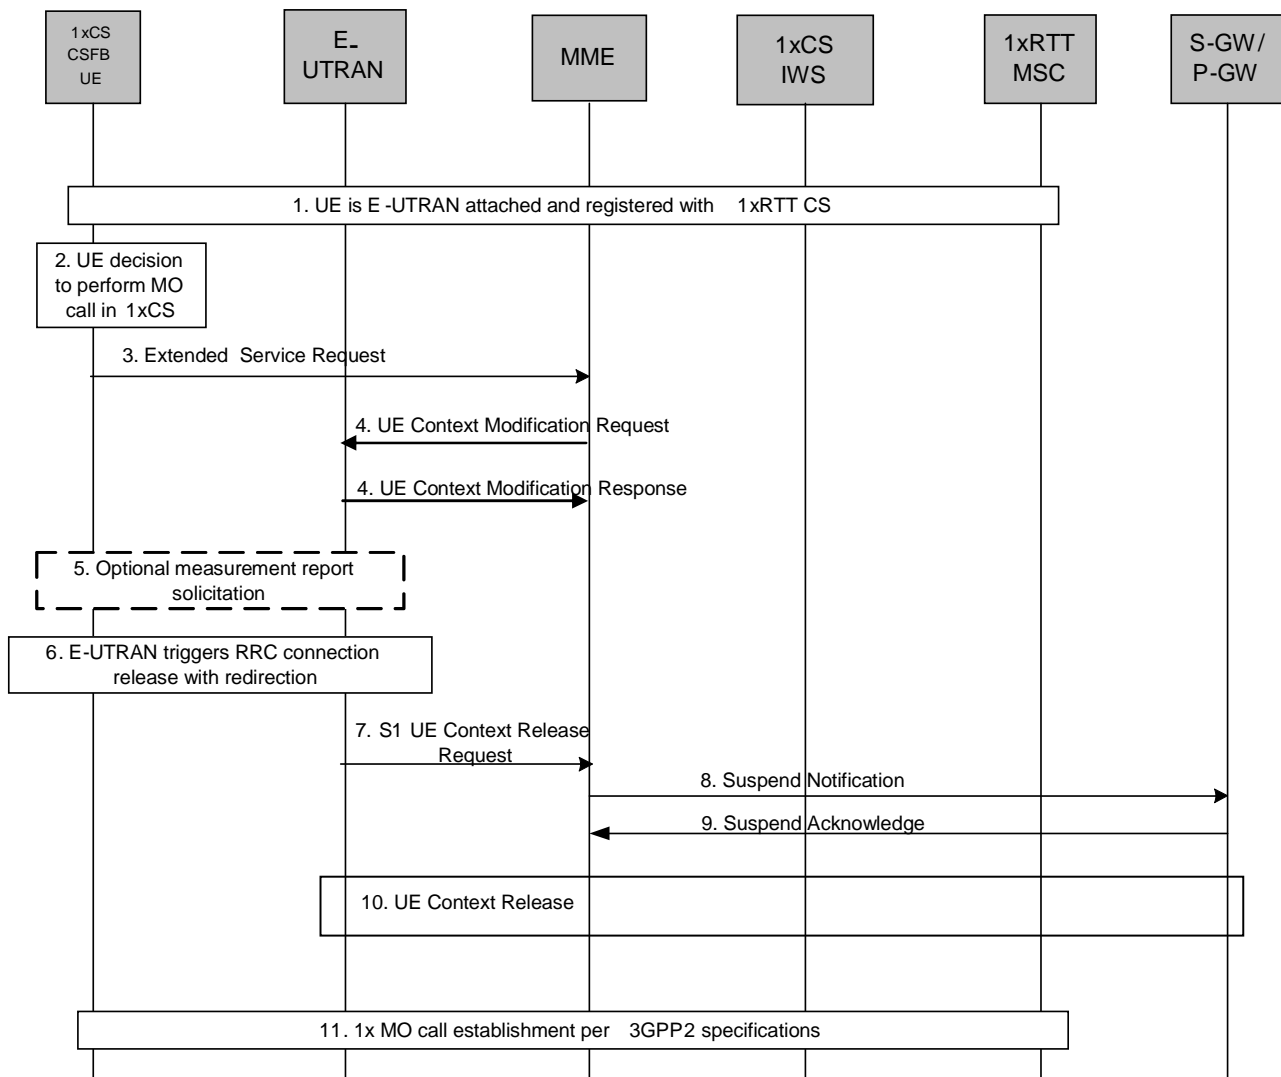 1xCS
CSFB
UE
E-
UTRAN
MME
1xCS
IWS
1xRTT
MSC
S-GW/
P-GW
1. UE is E-UTRAN attached and registered with 1xRTT CS
2. UE decision
to perform MO
call in 1xCS
3. Extended Service Request
4. UE Context Modification Request
4. UE Context Modification Response
5. Optional measurement report
solicitation
6. E-UTRAN triggers RRC connection
release with redirection
7. S1 UE Context Release
Request
8. Suspend Notification
9. Suspend Acknowledge
10. UE Context Release
11. 1x MO call establishment per 3GPP2 specifications